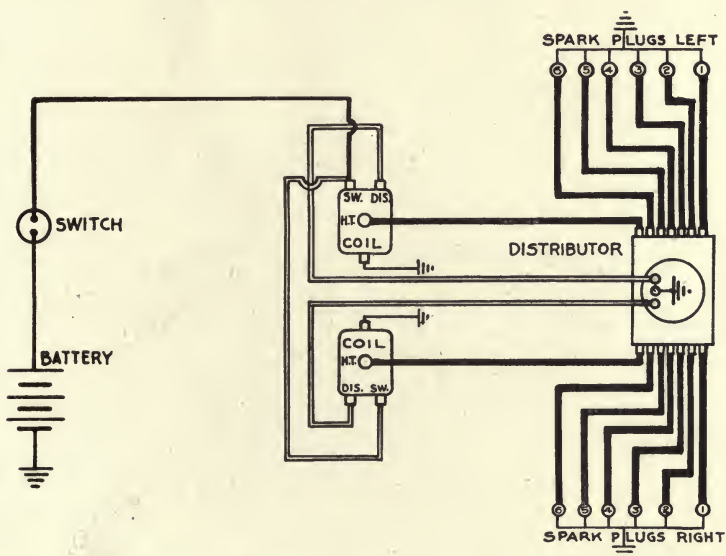 SPARK PLUGS LEFT
6 5 4 3 2 1
SWITCH
SW. DIS.
H.T.
COIL
DISTRIBUTOR
BATTERY
COIL
H.T.
DIS. SW.
6 5 4 3 2 1
SPARK PLUGS RIGHT